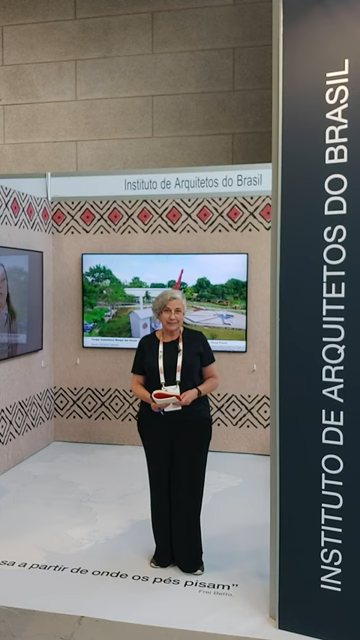 Instituto de Arquitetos do Brasil
INSTITUTO DE ARQUITETOS DO BRASIL
sa a partir de onde os pés pisam"
Frei Betto.